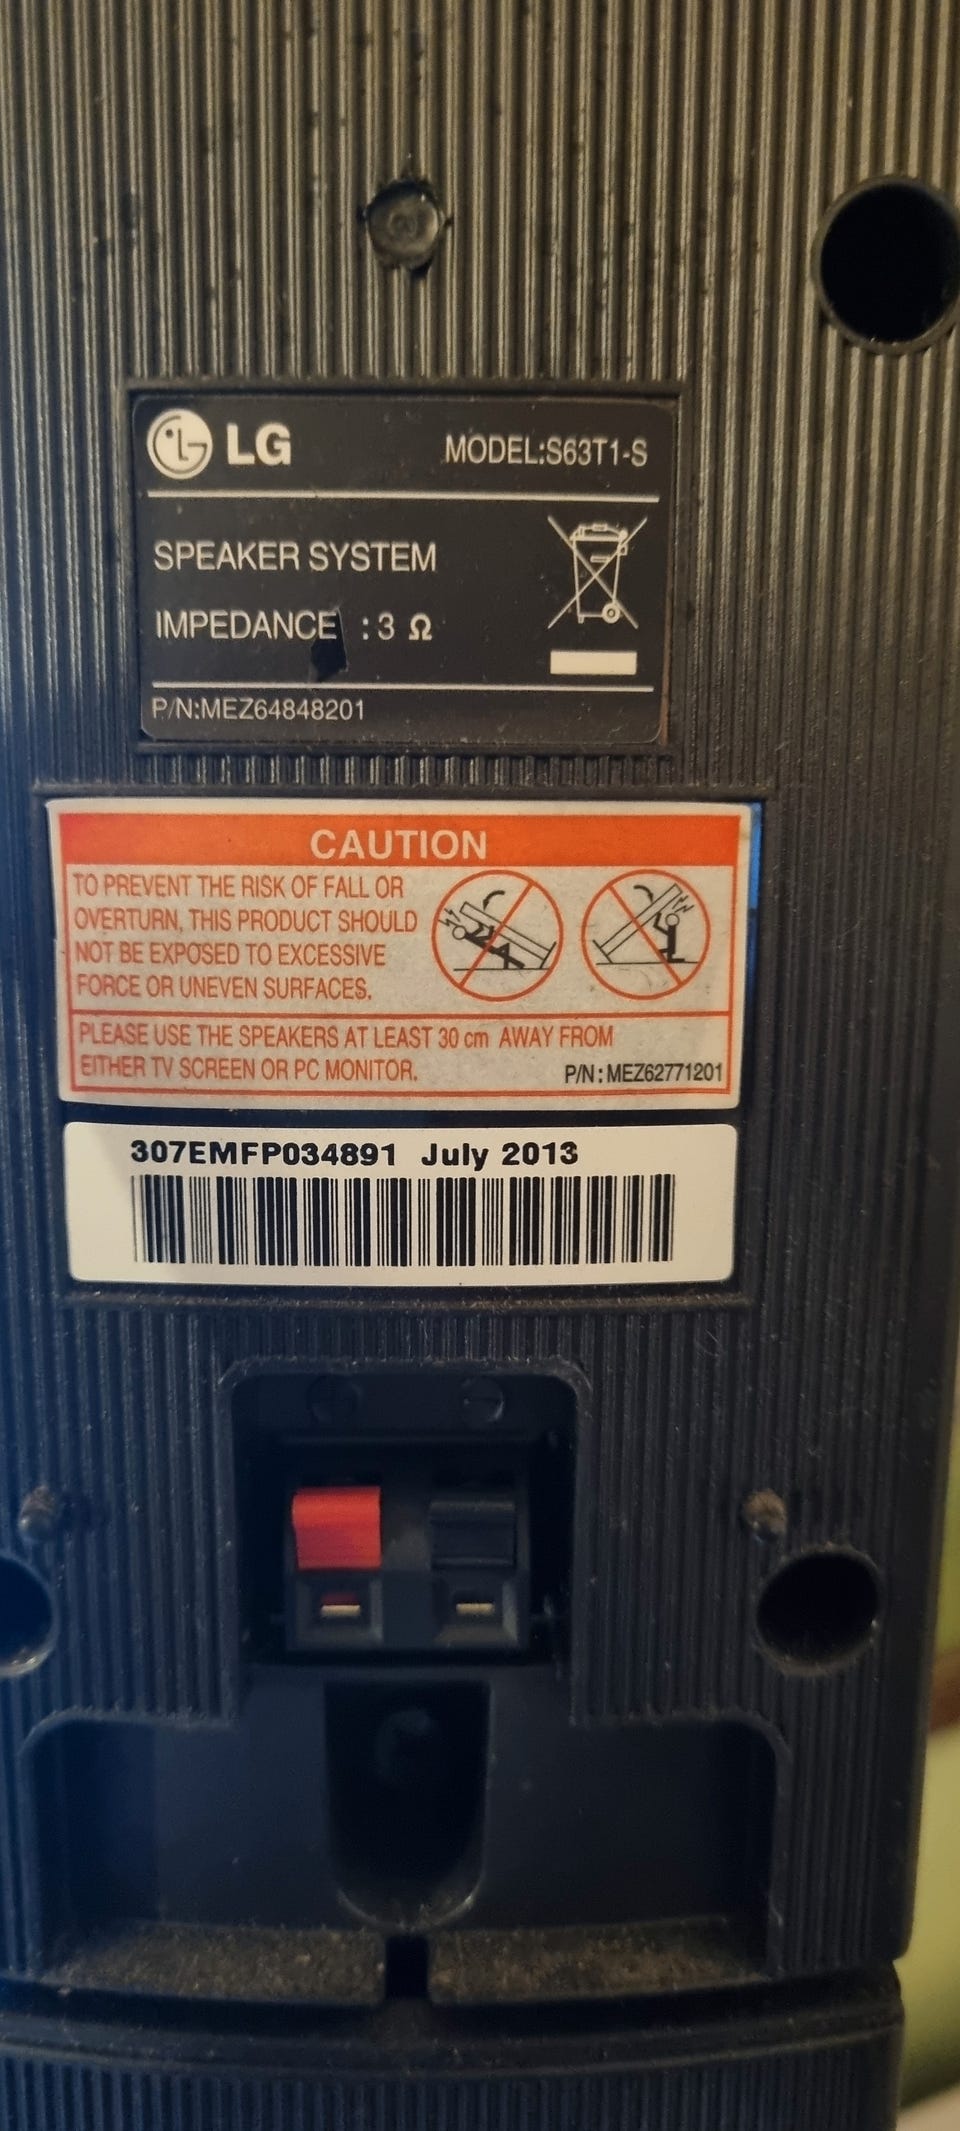 LG MODEL:S63T1-S
SPEAKER SYSTEM
IMPEDANCE : 3 Ω
P/N:MEZ64848201
CAUTION
TO PREVENT THE RISK OF FALL OR
OVERTURN, THIS PRODUCT SHOULD
NOT BE EXPOSED TO EXCESSIVE
FORCE OR UNEVEN SURFACES.
PLEASE USE THE SPEAKERS AT LEAST 30 cm AWAY FROM
EITHER TV SCREEN OR PC MONITOR. P/N : MEZ62771201
307EMFP034891 July 2013